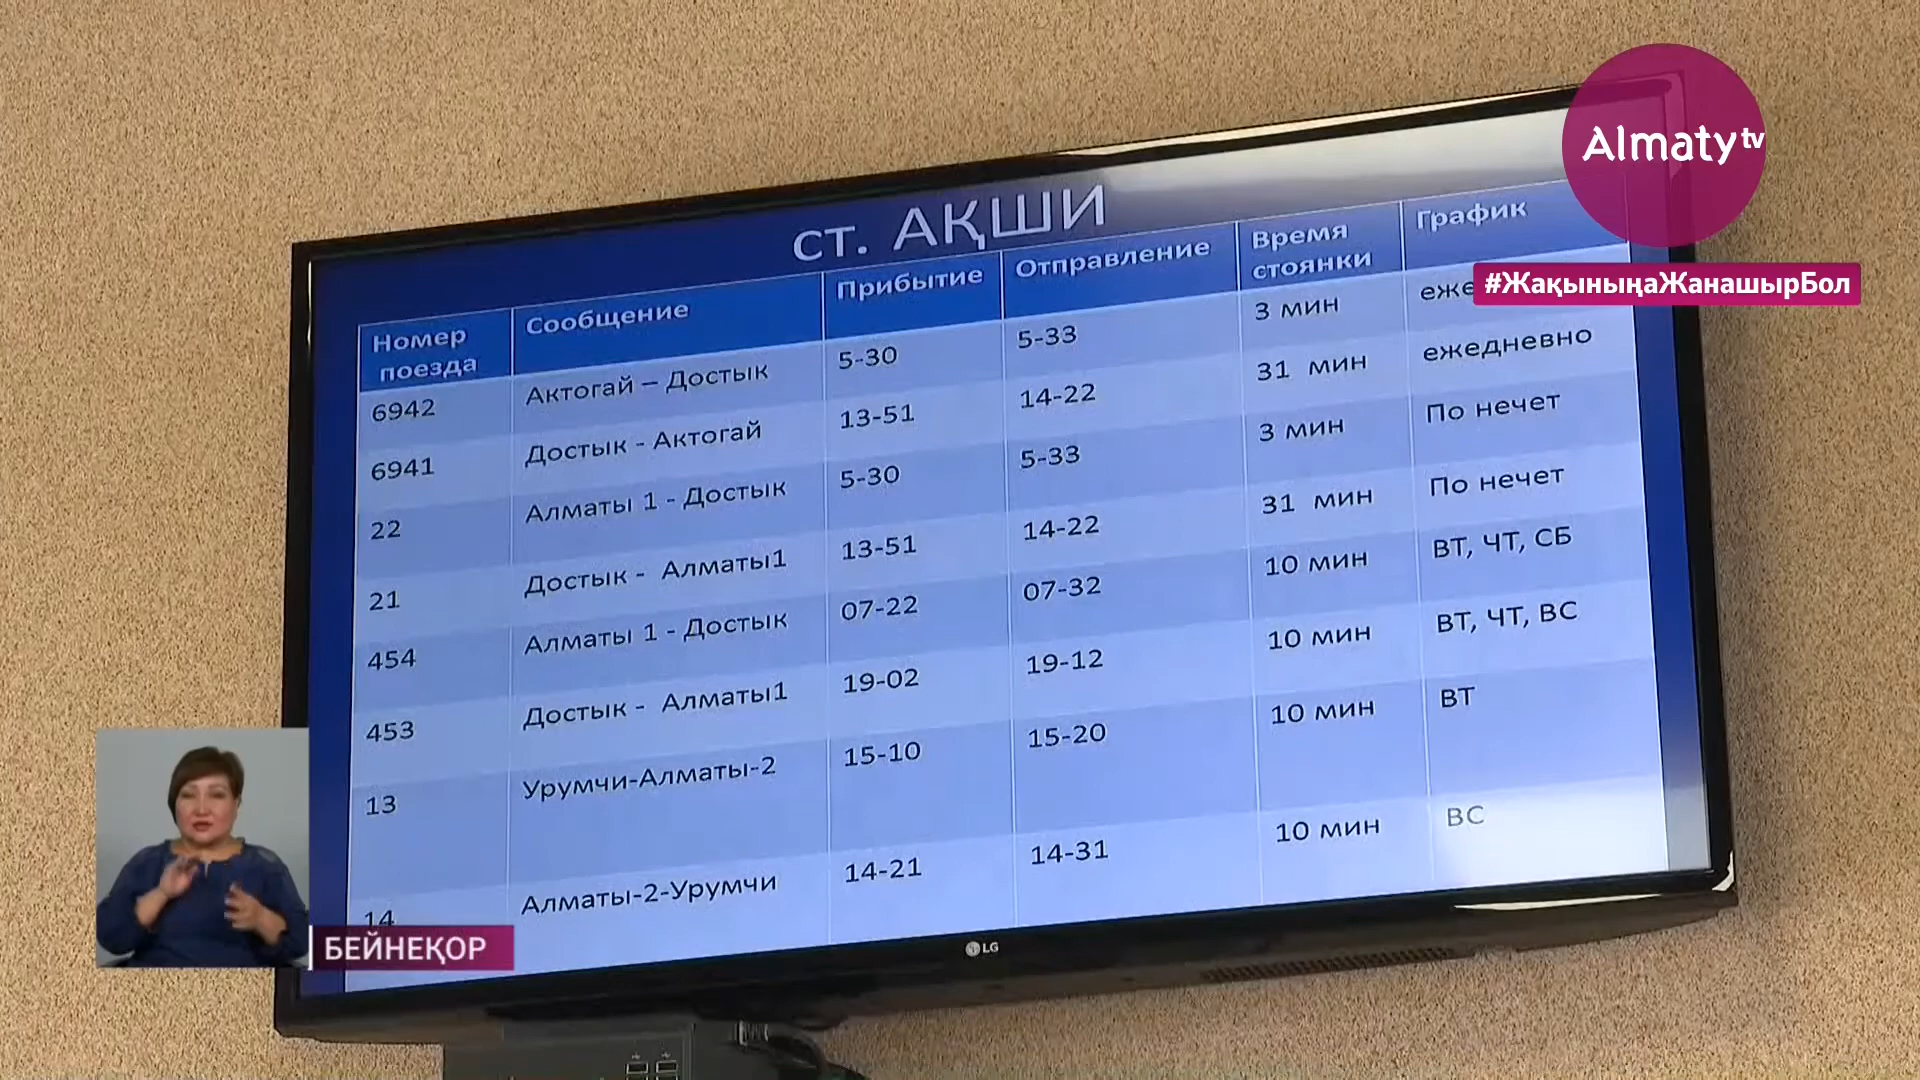 Almaty tv
#ЖақыныңаЖанашырБол
ст. АҚШИ
Номер поезда Сообщение Прибытие Отправление Время стоянки График
6942 Актогай – Достык 5-30 5-33 3 мин еже
6941 Достык - Актогай 13-51 14-22 31 мин ежедневно
22 Алматы 1 - Достык 5-30 5-33 3 мин По нечет
21 Достык - Алматы1 13-51 14-22 31 мин По нечет
454 Алматы 1 - Достык 07-22 07-32 10 мин ВТ, ЧТ, СБ
453 Достык - Алматы1 19-02 19-12 10 мин ВТ, ЧТ, ВС
13 Урумчи-Алматы-2 15-10 15-20 10 мин ВТ
14 Алматы-2-Урумчи 14-21 14-31 10 мин ВС
LG
БЕЙНЕҚОР